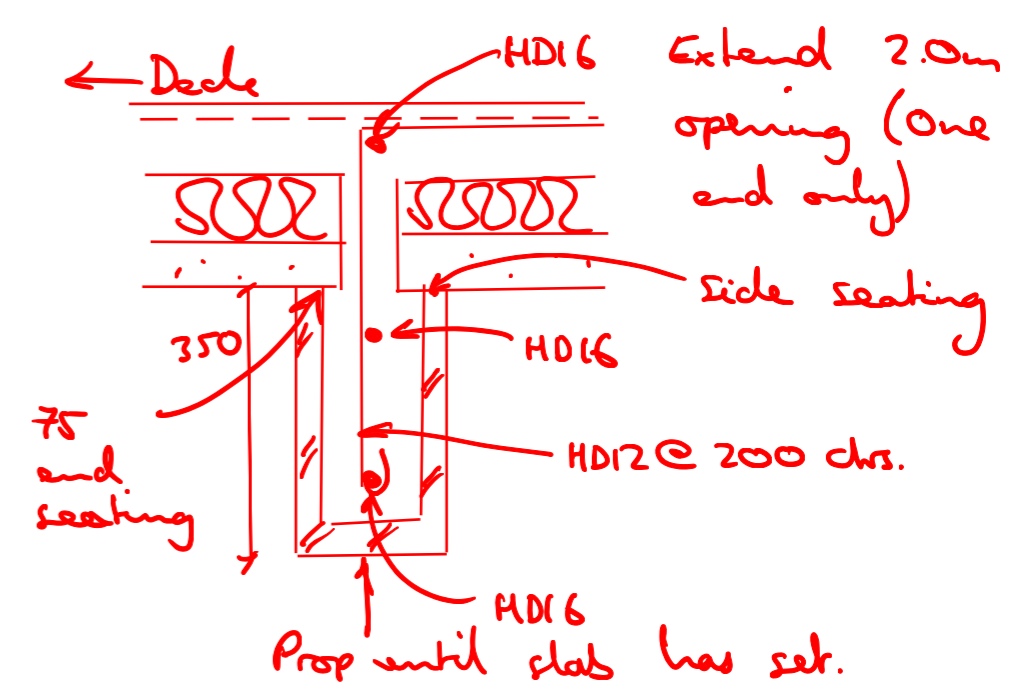 ← Deck
HD16
Extend 2.0m
opening (One
end only)
side seating
350
HD16
75
end
seating
HD12 @ 200 ctrs.
HD16
Prop until slab has set.